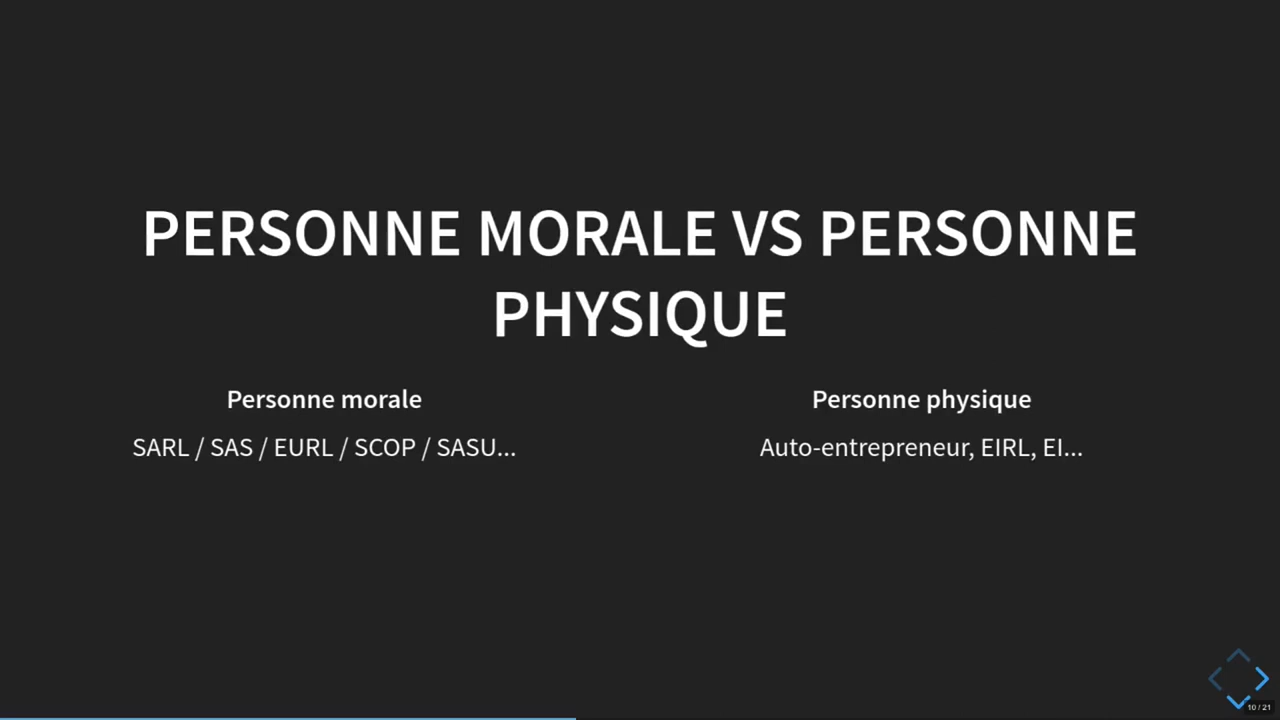 PERSONNE MORALE VS PERSONNE
PHYSIQUE
Personne morale
SARL / SAS / EURL / SCOP / SASU...
Personne physique
Auto-entrepreneur, EIRL, EI...
10 / 21